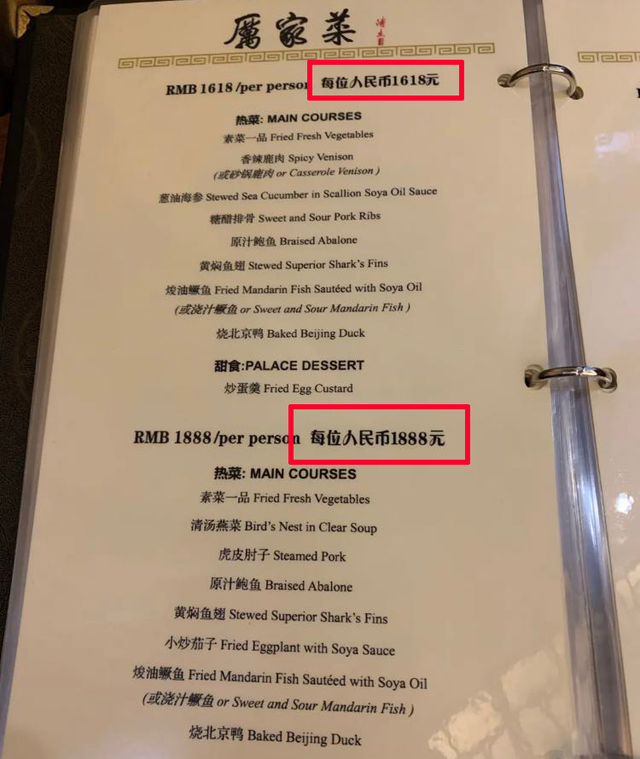 厲家菜
RMB 1618/per person 每位人民币1618元
热菜: MAIN COURSES
素菜一品 Fried Fresh Vegetables
香辣鹿肉 Spicy Venison
(或砂锅鹿肉 or Casserole Venison)
葱油海参 Stewed Sea Cucumber in Scallion Soya Oil Sauce
糖醋排骨 Sweet and Sour Pork Ribs
原汁鲍鱼 Braised Abalone
黄焖鱼翅 Stewed Superior Shark's Fins
焌油鳜鱼 Fried Mandarin Fish Sautéed with Soya Oil
(或浇汁鳜鱼 or Sweet and Sour Mandarin Fish)
烧北京鸭 Baked Beijing Duck
甜食:PALACE DESSERT
炒蛋羹 Fried Egg Custard
RMB 1888/per person 每位人民币1888元
热菜: MAIN COURSES
素菜一品 Fried Fresh Vegetables
清汤燕菜 Bird's Nest in Clear Soup
虎皮肘子 Steamed Pork
原汁鲍鱼 Braised Abalone
黄焖鱼翅 Stewed Superior Shark's Fins
小炒茄子 Fried Eggplant with Soya Sauce
焌油鳜鱼 Fried Mandarin Fish Sautéed with Soya Oil
(或浇汁鳜鱼 or Sweet and Sour Mandarin Fish)
烧北京鸭 Baked Beijing Duck